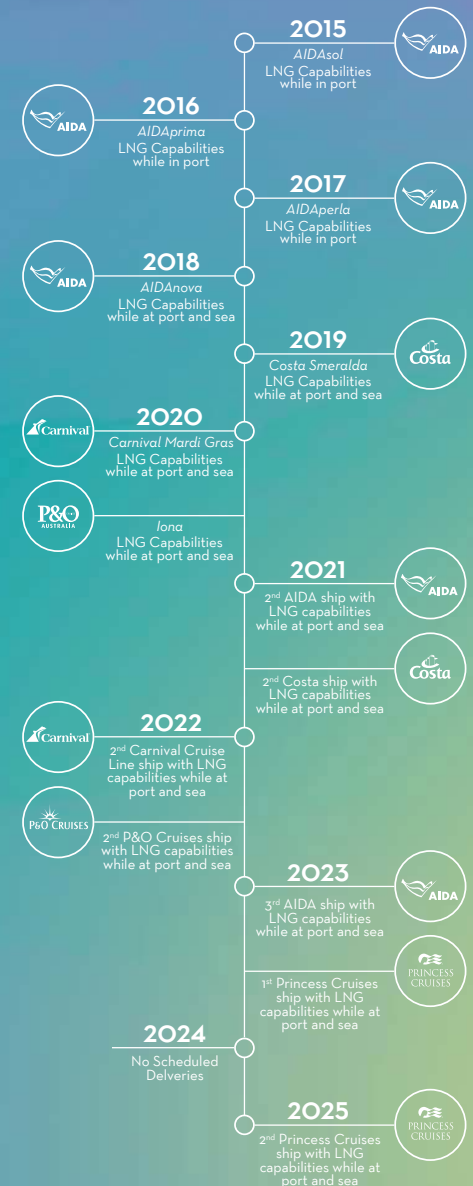 2015
AIDAsol
LNG Capabilities
while in port
AIDA
2016
AIDA
AIDAprima
LNG Capabilities
while in port
2017
AIDAperla
LNG Capabilities
while in port
AIDA
2018
AIDA
AIDAnova
LNG Capabilities
while at port and sea
2019
Costa Smeralda
LNG Capabilities
while at port and sea
Costa
2020
Carnival
Carnival Mardi Gras
LNG Capabilities
while at port and sea
P&O
AUSTRALIA
Iona
LNG Capabilities
while at port and sea
2021
2nd AIDA ship with
LNG capabilities
while at port and sea
AIDA
2nd Costa ship with
LNG capabilities
while at port and sea
Costa
2022
Carnival
2nd Carnival Cruise
Line ship with LNG
capabilities while at
port and sea
P&O CRUISES
2nd P&O Cruises ship
with LNG capabilities
while at port and sea
2023
3rd AIDA ship with
LNG capabilities
while at port and sea
AIDA
1st Princess Cruises
ship with LNG
capabilities while at
port and sea
PRINCESS
CRUISES
2024
No Scheduled
Delveries
2025
2nd Princess Cruises
ship with LNG
capabilities while at
port and sea
PRINCESS
CRUISES